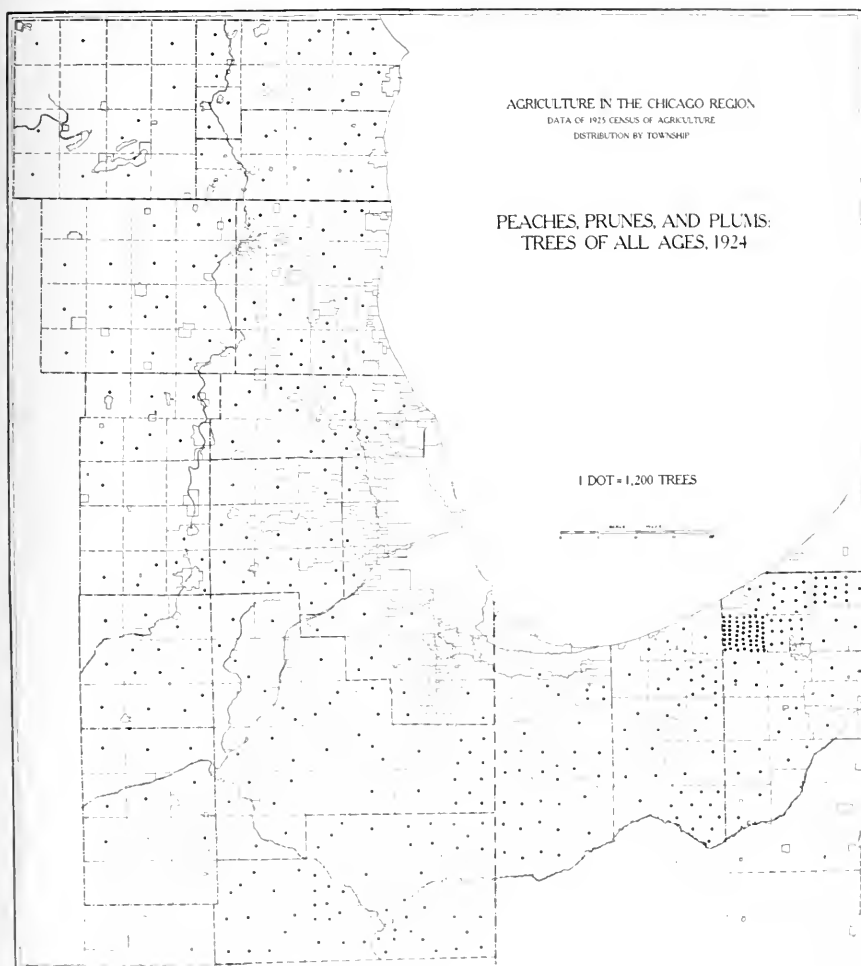 AGRICULTURE IN THE CHICAGO REGION
DATA OF 1925 CENSUS OF AGRICULTURE
DISTRIBUTION BY TOWNSHIP
PEACHES, PRUNES, AND PLUMS:
TREES OF ALL AGES, 1924
1 DOT = 1,200 TREES